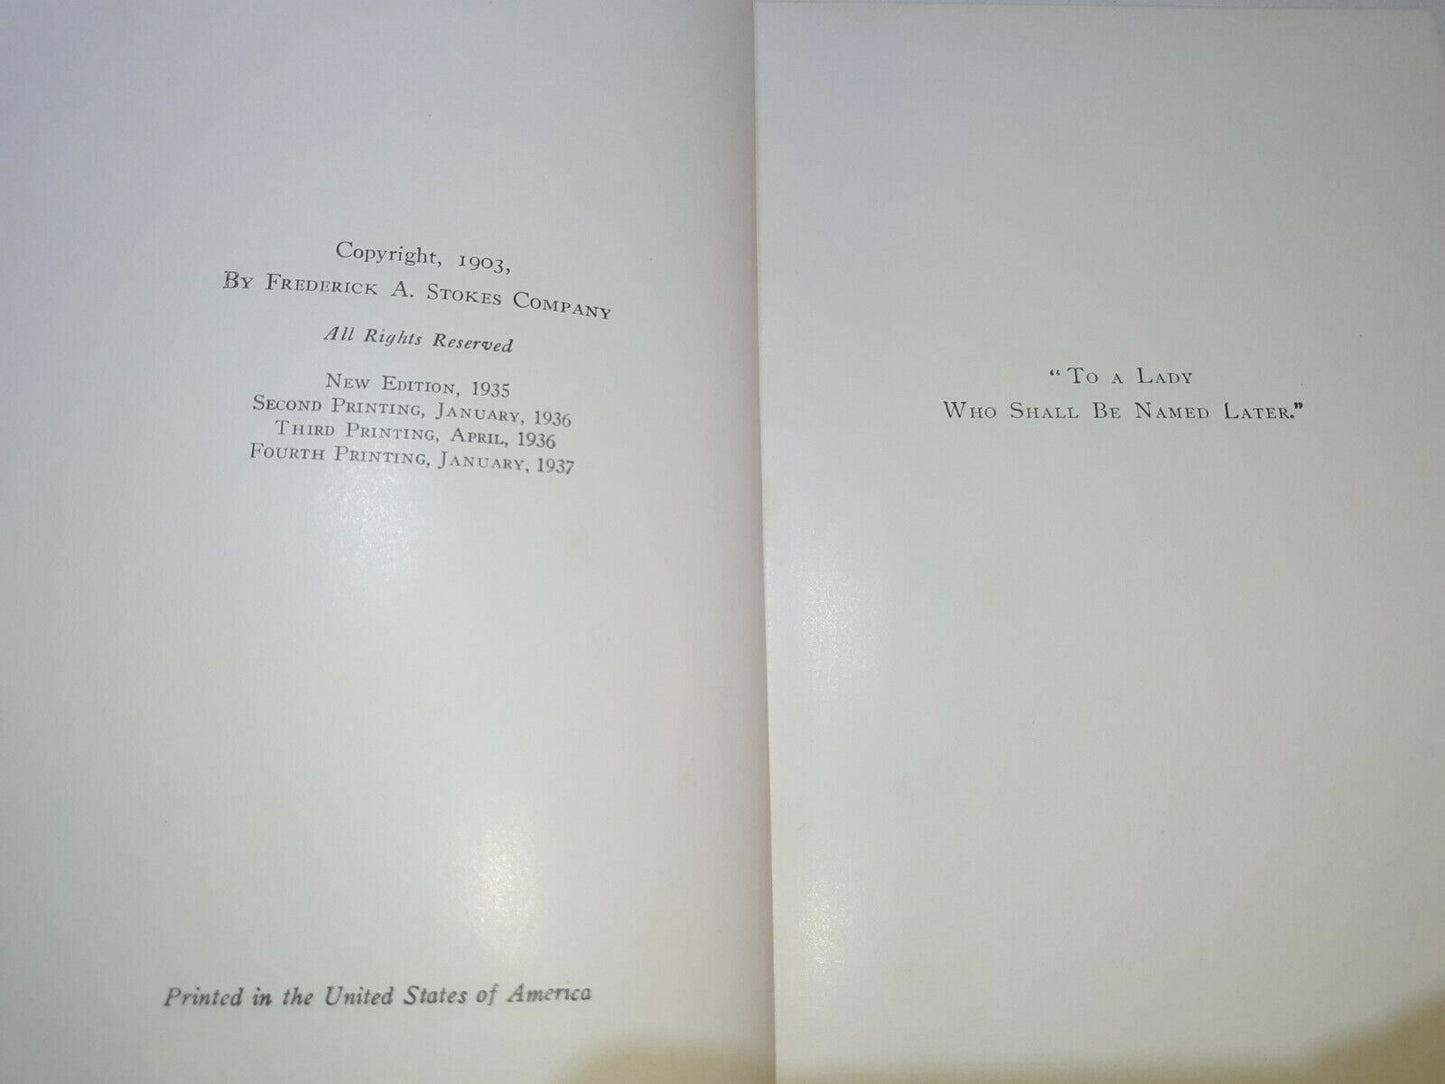 Copyright, 1903,
By Frederick A. Stokes Company
All Rights Reserved
New Edition, 1935
Second Printing, January, 1936
Third Printing, April, 1936
Fourth Printing, January, 1937
Printed in the United States of America
“To a Lady
Who Shall Be Named Later.”